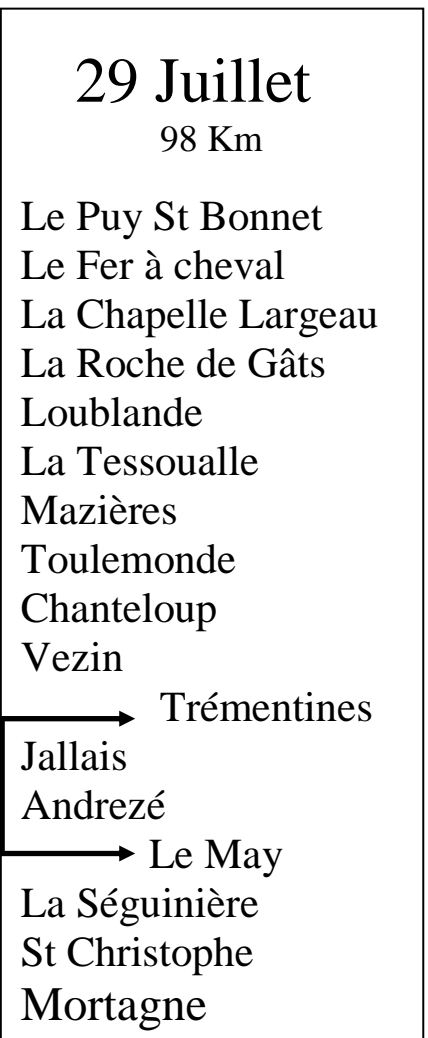 29 Juillet
98 Km
Le Puy St Bonnet
Le Fer à cheval
La Chapelle Largeau
La Roche de Gâts
Loublande
La Tessoualle
Mazières
Toulemonde
Chanteloup
Vezin
Trémentines
Jallais
Andrezé
Le May
La Séguinière
St Christophe
Mortagne